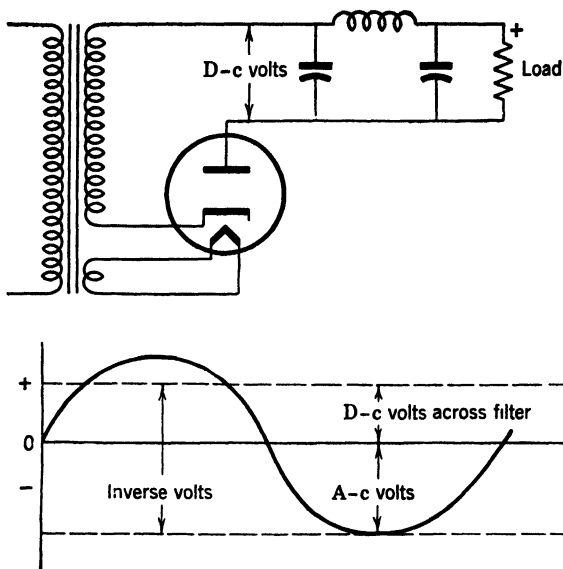 +
D-c volts
Load
+
D-c volts across filter
0
-
Inverse volts
A-c volts